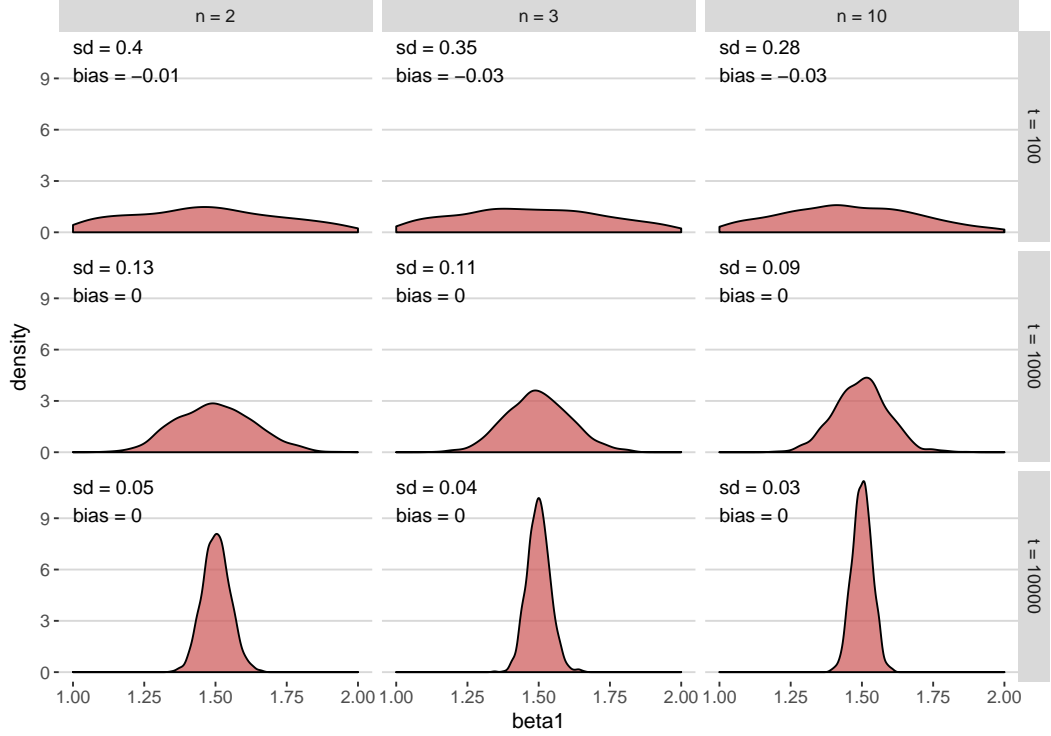 n = 2
n = 3
n = 10
sd = 0.4
bias = −0.01
sd = 0.35
bias = −0.03
sd = 0.28
bias = −0.03
t = 100
9
6
3
0
sd = 0.13
bias = 0
sd = 0.11
bias = 0
sd = 0.09
bias = 0
t = 1000
9
6
3
0
density
sd = 0.05
bias = 0
sd = 0.04
bias = 0
sd = 0.03
bias = 0
t = 10000
9
6
3
0
1.00 1.25 1.50 1.75 2.00
1.00 1.25 1.50 1.75 2.00
1.00 1.25 1.50 1.75 2.00
beta1